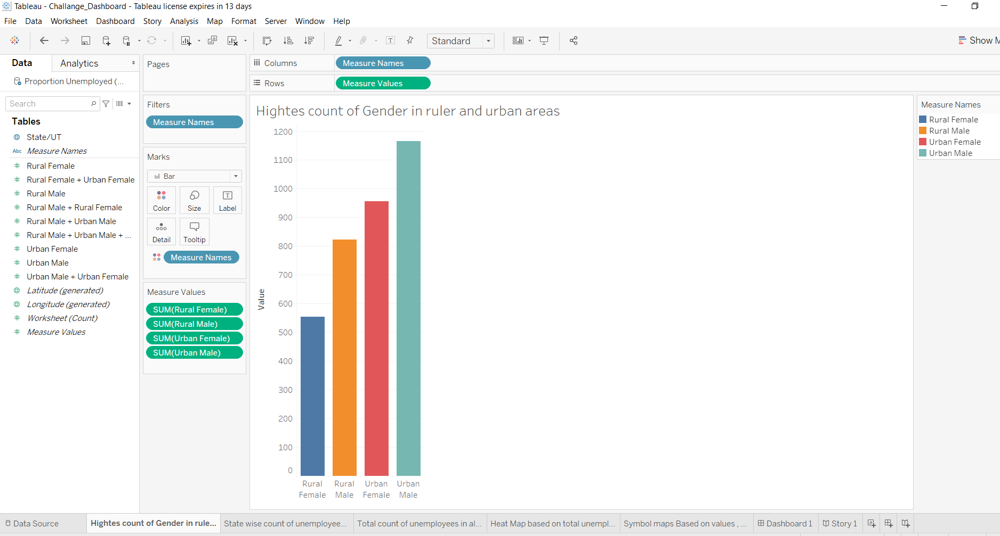 Tableau - Challange_Dashboard - Tableau license expires in 13 days
File Data Worksheet Dashboard Story Analysis Map Format Server Window Help
Standard
Show M
Data
Analytics
Proportion Unemployed (...
Search
Tables
State/UT
Abc Measure Names
Rural Female
Rural Female + Urban Female
Rural Male
Rural Male + Rural Female
Rural Male + Urban Male
Rural Male + Urban Male + ...
Urban Female
Urban Male
Urban Male + Urban Female
Latitude (generated)
Longitude (generated)
Worksheet (Count)
Measure Values
Pages
Filters
Measure Names
Marks
Bar
Color Size Label
Detail Tooltip
Measure Names
Measure Values
SUM(Rural Female)
SUM(Rural Male)
SUM(Urban Female)
SUM(Urban Male)
Columns Measure Names
Rows Measure Values
Hightes count of Gender in ruler and urban areas
1200
1100
1000
900
800
700
600
500
400
300
200
100
0
Value
Rural Female
Rural Male
Urban Female
Urban Male
Measure Names
Rural Female
Rural Male
Urban Female
Urban Male
Data Source
Hightes count of Gender in rule...
State wise count of unemployee...
Total count of unemployees in al...
Heat Map based on total unempl...
Symbol maps Based on values , ...
Dashboard 1
Story 1